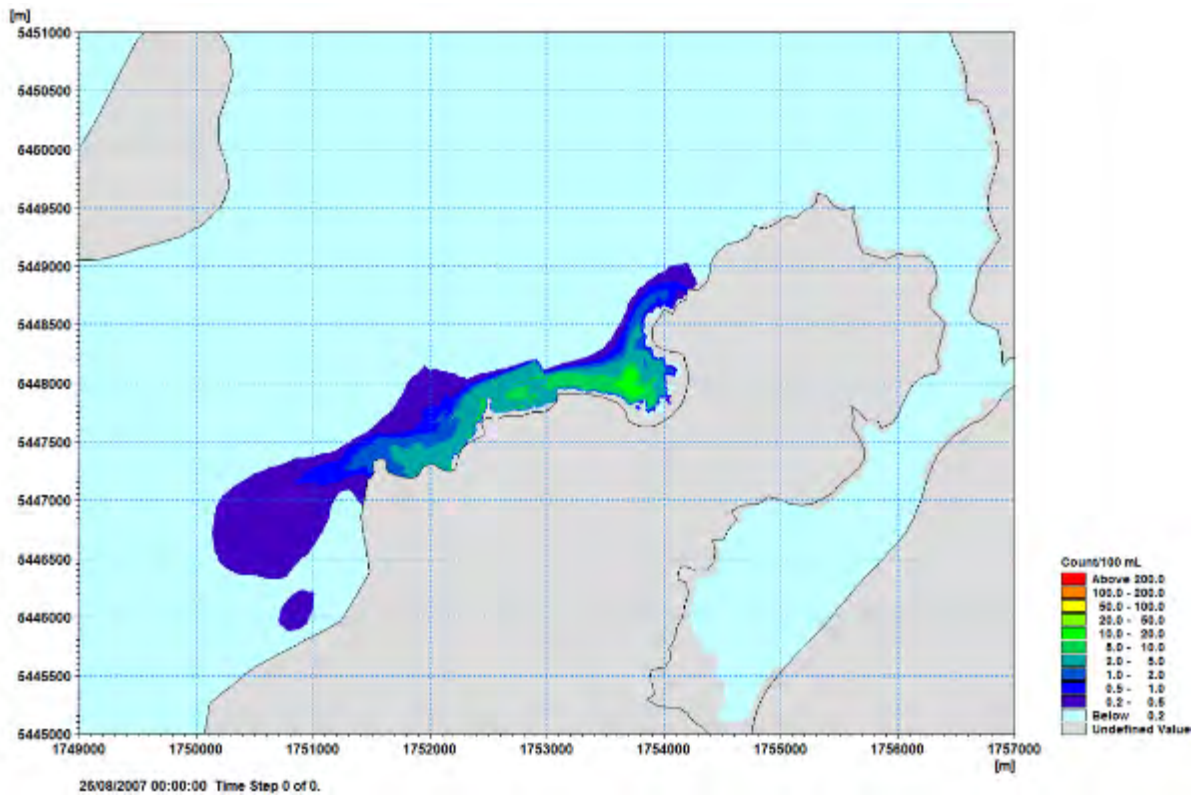 [m]
5451000
5450500
5460000
5449500
5449000
5448500
5448000
5447500
5447000
5446500
5446000
5445500
5445000
1749000 1750000 1751000 1752000 1753000 1754000 1755000 1756000 1757000
[m]
Count/100 mL
Above 200.0
100.0 - 200.0
50.0 - 100.0
20.0 - 50.0
10.0 - 20.0
5.0 - 10.0
2.0 - 5.0
1.0 - 2.0
0.5 - 1.0
0.2 - 0.5
Below 0.2
Undefined Value
26/08/2007 00:00:00 Time Step 0 of 0.